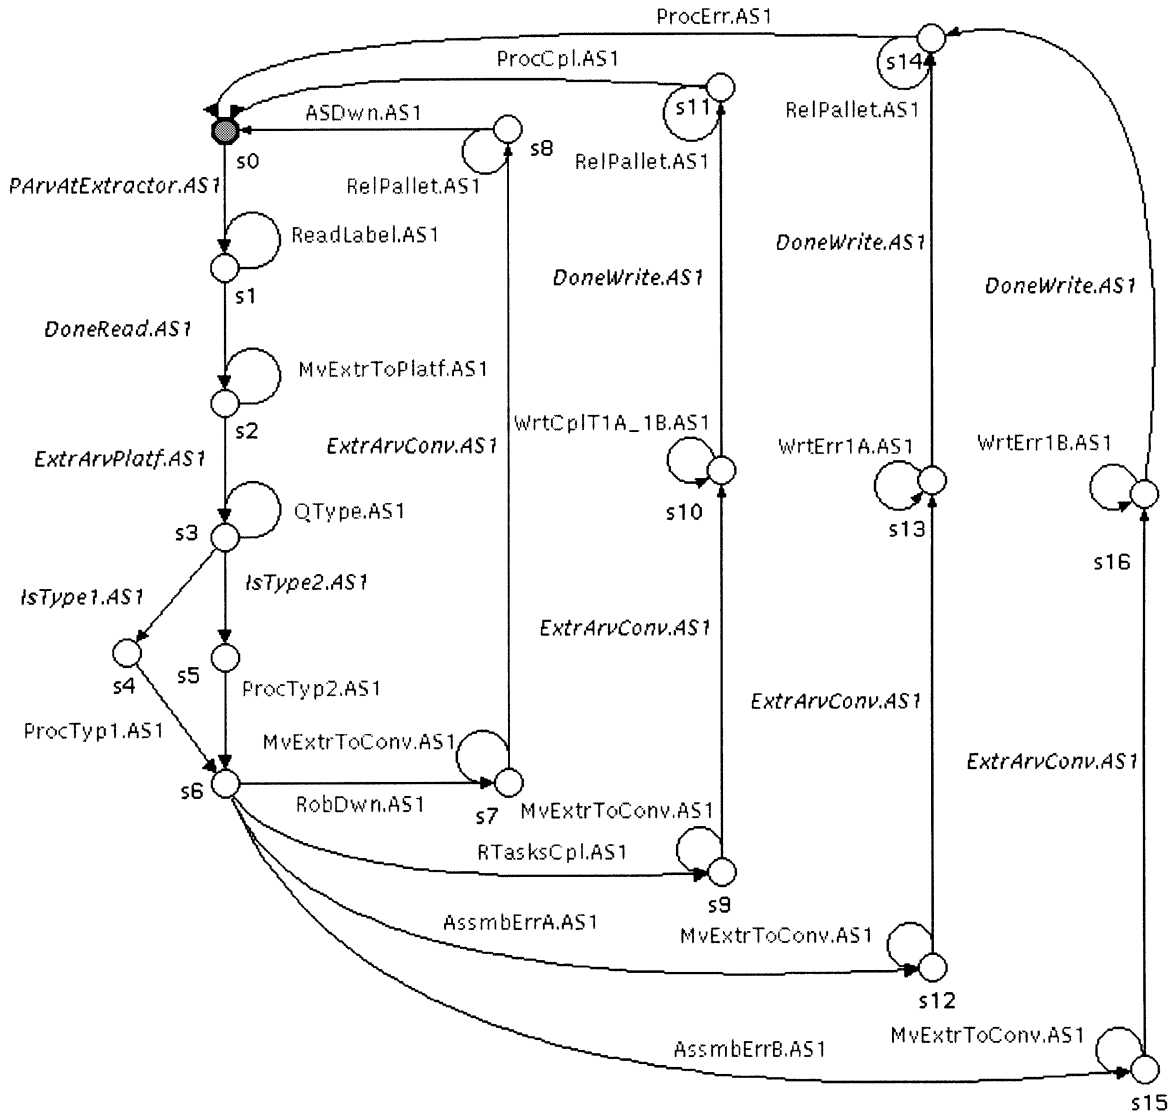 ProcErr.AS1
ProcCpl.AS1
s14
ASDwn.AS1
s11
RelPallet.AS1
s0
s8
RelPallet.AS1
PArvAtExtractor.AS1
RelPallet.AS1
ReadLabel.AS1
DoneWrite.AS1
s1
DoneWrite.AS1
DoneWrite.AS1
DoneRead.AS1
MvExtrToPlatf.AS1
s2
WrtCplT1A_1B.AS1
ExtrArvPlatf.AS1
ExtrArvConv.AS1
WrtErr1A.AS1
WrtErr1B.AS1
QType.AS1
s10
s3
s13
s16
IsType2.AS1
IsType1.AS1
ExtrArvConv.AS1
s5
s4
ProcTyp2.AS1
ExtrArvConv.AS1
ProcTyp1.AS1
MvExtrToConv.AS1
ExtrArvConv.AS1
s6
RobDwn.AS1
s7
MvExtrToConv.AS1
RTasksCpl.AS1
s9
AssmbErrA.AS1
MvExtrToConv.AS1
s12
AssmbErrB.AS1
MvExtrToConv.AS1
s15